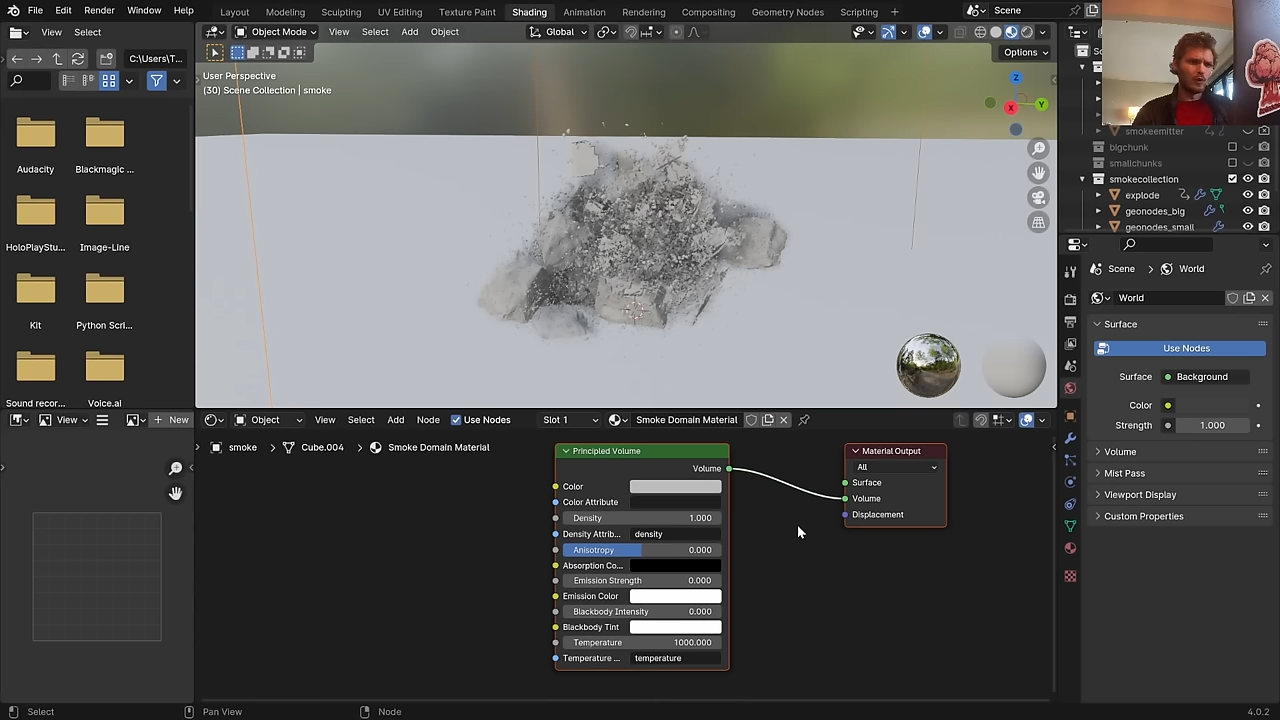 File Edit Render Window Help
Layout Modeling Sculpting UV Editing Texture Paint Shading Animation Rendering Compositing Geometry Nodes Scripting +
Scene
View Select
Object Mode View Select Add Object
Global
C:\Users\T...
Options
User Perspective
(30) Scene Collection | smoke
Z
Y
X
Audacity
Blackmagic ...
HoloPlayStu...
Image-Line
Kit
Python Scri...
Sound recor...
Voice.ai
smokeemitter
bigchunk
smallchunks
smokecollection
explode
geonodes_big
geonodes_small
Scene > World
World
Surface
Use Nodes
Surface Background
Color
Strength 1.000
Volume
Mist Pass
Viewport Display
Custom Properties
View
+ New
Object View Select Add Node Use Nodes Slot 1 Smoke Domain Material
smoke > Cube.004 > Smoke Domain Material
Principled Volume
Volume
Color
Color Attribute
Density 1.000
Density Attrib... density
Anisotropy 0.000
Absorption Co...
Emission Strength 0.000
Emission Color
Blackbody Intensity 0.000
Blackbody Tint
Temperature 1000.000
Temperature ... temperature
Material Output
All
Surface
Volume
Displacement
Select
Pan View
Node
4.0.2